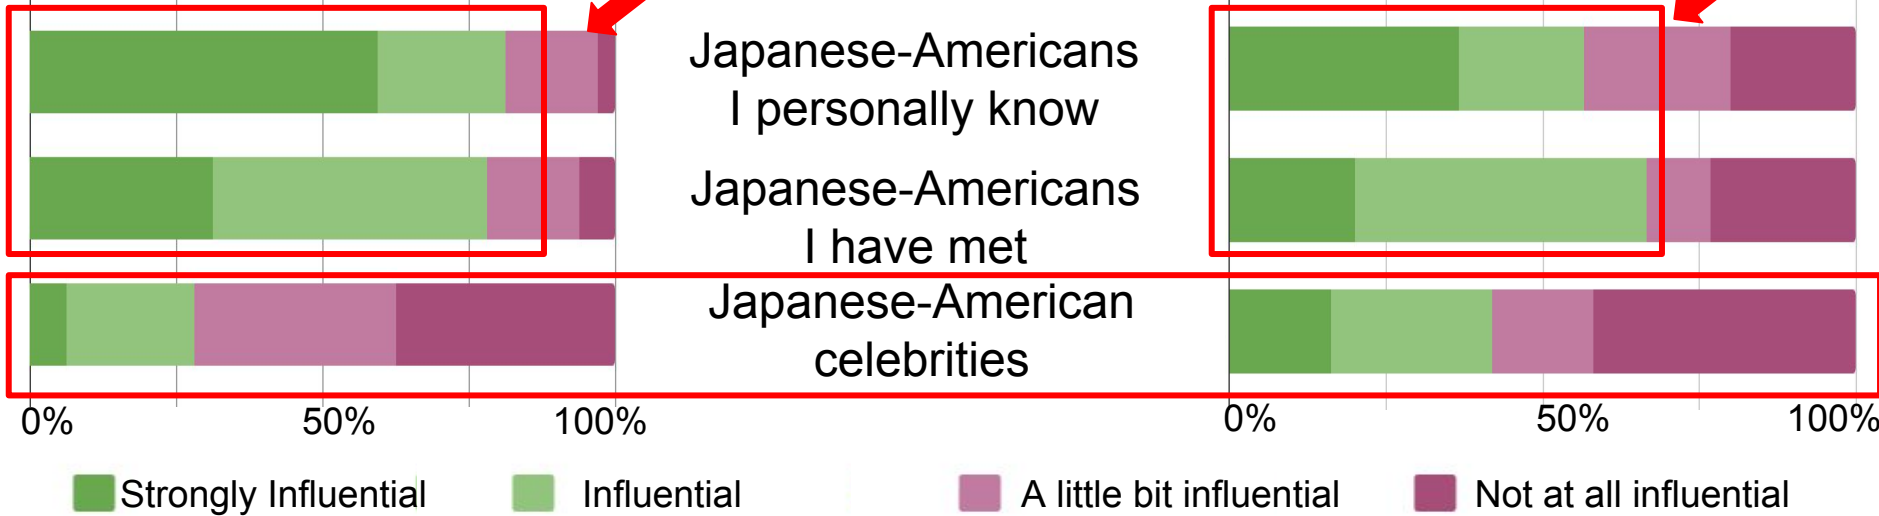 Japanese-Americans
I personally know
Japanese-Americans
I have met
Japanese-American
celebrities
0% 50% 100% 0% 50% 100%
Strongly Influential Influential A little bit influential Not at all influential